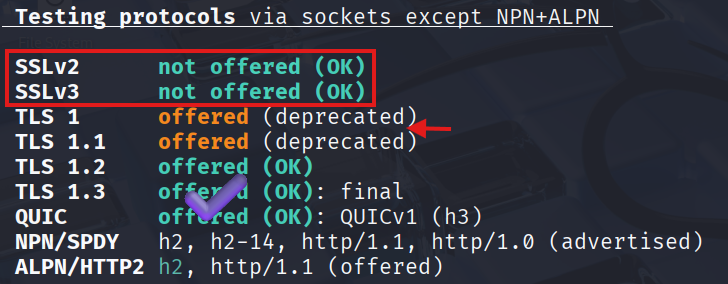 Testing protocols via sockets except NPN+ALPN
SSLv2 not offered (OK)
SSLv3 not offered (OK)
TLS 1 offered (deprecated)
TLS 1.1 offered (deprecated)
TLS 1.2 offered (OK)
TLS 1.3 offered (OK): final
QUIC offered (OK): QUICv1 (h3)
NPN/SPDY h2, h2-14, http/1.1, http/1.0 (advertised)
ALPN/HTTP2 h2, http/1.1 (offered)